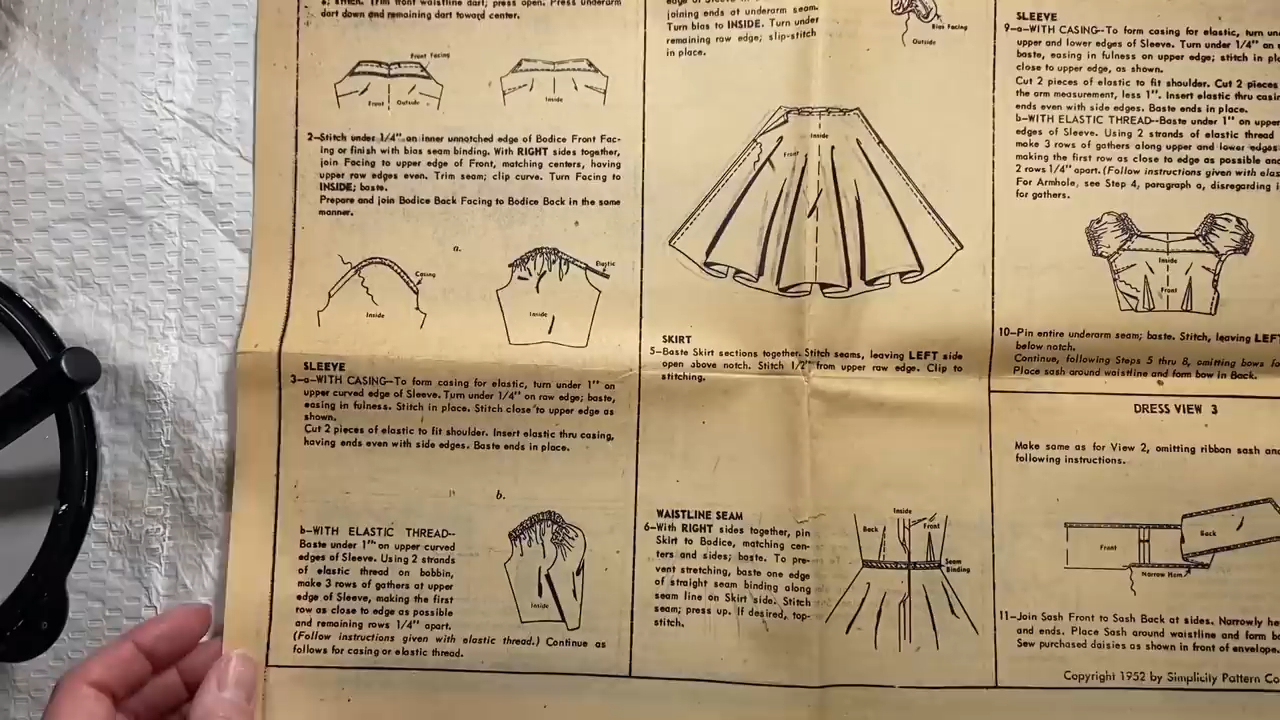 8; stitch. Trim front waistline dart; press open. Press underarm
dart down and remaining dart toward center.
Front Facing
Front
Outside
Inside
2—Stitch under 1/4" on inner unnotched edge of Bodice Front Fac-
ing or finish with bias seam binding. With RIGHT sides together,
join Facing to upper edge of Front, matching centers, having
upper raw edges even. Trim seam; clip curve. Turn Facing to
INSIDE; baste.
Prepare and join Bodice Back Facing to Bodice Back in the same
manner.
a.
Casing
Inside
Elastic
Inside
SLEEVE
3—a—WITH CASING—To form casing for elastic, turn under 1" on
upper curved edge of Sleeve. Turn under 1/4" on raw edge; baste,
easing in fulness. Stitch in place. Stitch close to upper edge as
shown.
Cut 2 pieces of elastic to fit shoulder. Insert elastic thru casing,
having ends even with side edges. Baste ends in place.
b.
b—WITH ELASTIC THREAD—
Baste under 1" on upper curved
edges of Sleeve. Using 2 strands
of elastic thread on bobbin,
make 3 rows of gathers at upper
edge of Sleeve, making the first
row as close to edge as possible
and remaining rows 1/4" apart.
(Follow instructions given with elastic thread.) Continue as
follows for casing or elastic thread.
Inside
joining ends at underarm seam.
Turn bias to INSIDE. Turn under
remaining raw edge; slip-stitch
in place.
Bias Facing
Outside
Inside
Front
SKIRT
5—Baste Skirt sections together. Stitch seams, leaving LEFT side
open above notch. Stitch 1/2" from upper raw edge. Clip to
stitching.
WAISTLINE SEAM
6—With RIGHT sides together, pin
Skirt to Bodice, matching cen-
ters and sides; baste. To pre-
vent stretching, baste one edge
of straight seam binding along
seam line on Skirt side. Stitch
seam; press up. If desired, top-
stitch.
Inside
Back
Front
Seam
Binding
SLEEVE
9—a—WITH CASING—To form casing for elastic, turn un
upper and lower edges of Sleeve. Turn under 1/4" on
baste, easing in fulness on upper edge; stitch in pla
close to upper edge, as shown.
Cut 2 pieces of elastic to fit shoulder. Cut 2 pieces
the arm measurement, less 1". Insert elastic thru casin
ends even with side edges. Baste ends in place.
b—WITH ELASTIC THREAD—Baste under 1" on upper
edges of Sleeve. Using 2 strands of elastic thread
make 3 rows of gathers along upper and lower edges
making the first row as close to edge as possible and
2 rows 1/4" apart. (Follow instructions given with elas
For Armhole, see Step 4, paragraph a, disregarding i
for gathers.
Inside
Front
10—Pin entire underarm seam; baste. Stitch, leaving LEFT
below notch.
Continue, following Steps 5 thru 8, omitting bows fo
Place sash around waistline and form bow in Back.
DRESS VIEW 3
Make same as for View 2, omitting ribbon sash and
following instructions.
Front
Back
Narrow Hem
11—Join Sash Front to Sash Back at sides. Narrowly he
and ends. Place Sash around waistline and form b
Sew purchased daisies as shown in front of envelope.
Copyright 1952 by Simplicity Pattern Co